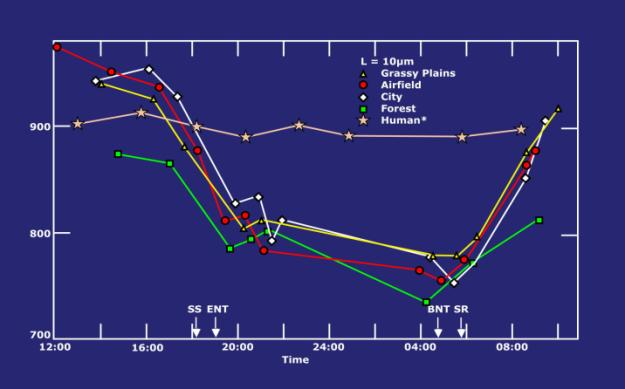 L = 10µm
Grassy Plains
Airfield
City
Forest
Human*
900
800
700
SS ENT
BNT SR
12:00 16:00 20:00 24:00 04:00 08:00
Time